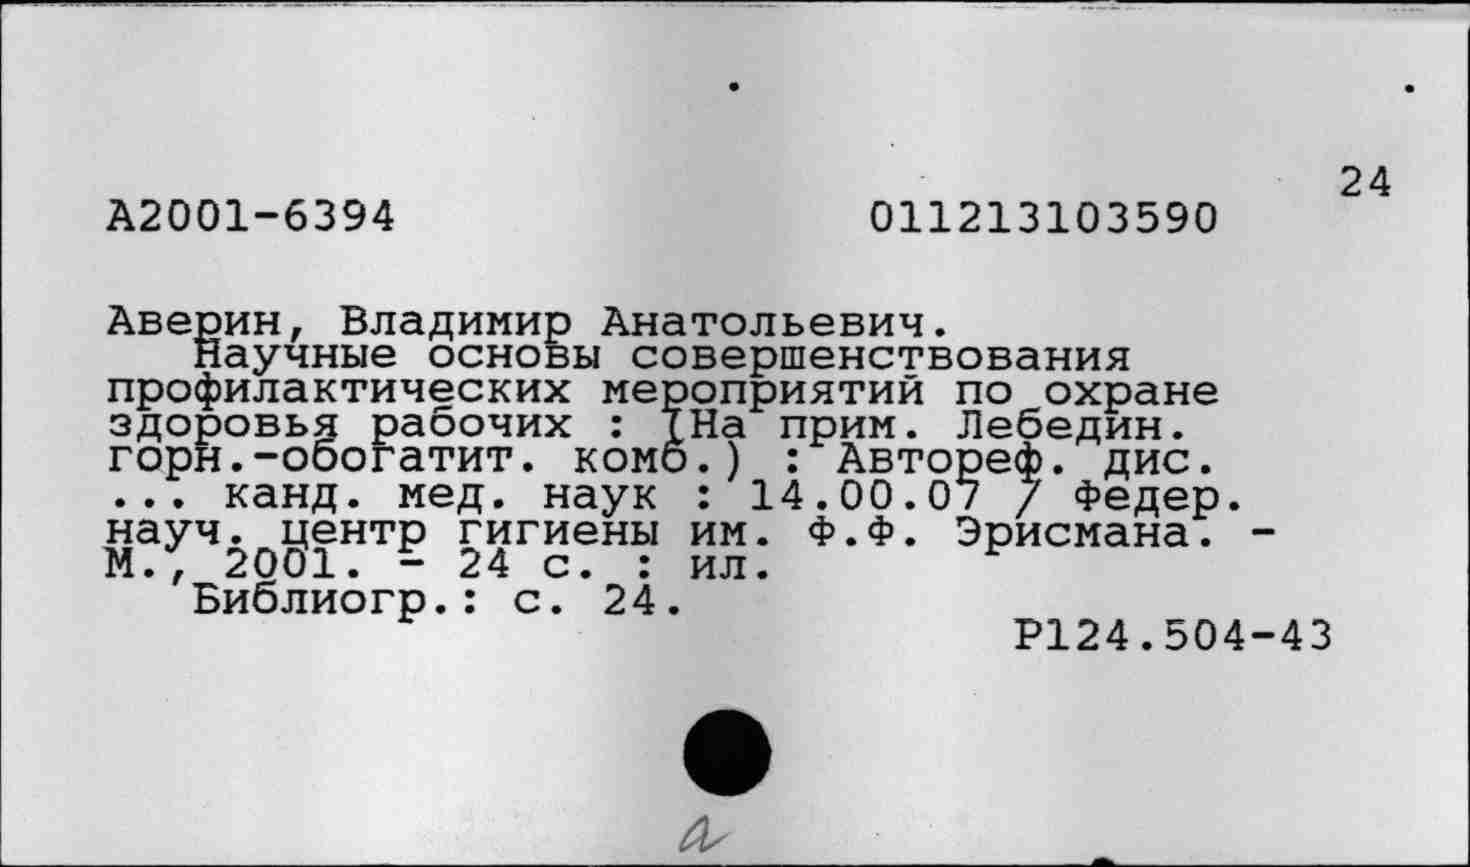 24
А2001-6394 011213103590
Аверин, Владимир Анатольевич.
Научные основы совершенствования
профилактических мероприятий по охране
здоровья рабочих : (На прим. Лебедин.
горн.-обогатит. комб.) : Автореф. дис.
... канд. мед. наук : 14.00.07 / Федер.
науч. центр гигиены им. Ф.Ф. Эрисмана. -
М., 2001. - 24 с. : ил.
Библиогр.: с. 24.
Р124.504-43
а